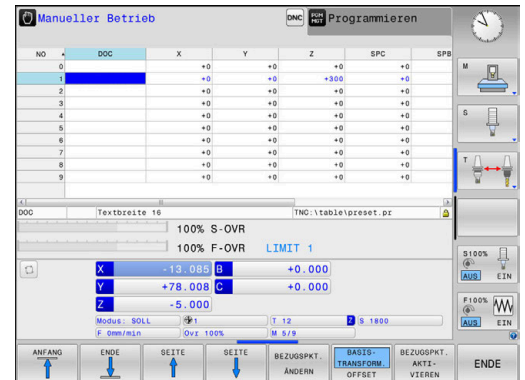 Manueller Betrieb
DNC
PGM MGT
Programmieren
NO DOC X Y Z SPC SPB
0 +0 +0 +0 +0
1 +0 +0 +300 +0
2 +0 +0 +0 +0
3 +0 +0 +0 +0
4 +0 +0 +0 +0
5 +0 +0 +0 +0
6 +0 +0 +0 +0
7 +0 +0 +0 +0
8 +0 +0 +0 +0
9 +0 +0 +0 +0
DOC Textbreite 16 TNC:\table\preset.pr
100% S-OVR
100% F-OVR LIMIT 1
X -13.085 B +0.000
Y +78.008 C +0.000
Z -5.000
Modus: SOLL 1 T 12 Z S 1800
F 0mm/min Ovr 100% M 5/9
M
S
T
S100%
AUS EIN
F100%
AUS EIN
ANFANG
ENDE
SEITE
SEITE
BEZUGSPKT.
ÄNDERN
BASIS-
TRANSFORM.
OFFSET
BEZUGSPKT.
AKTI-
VIEREN
ENDE